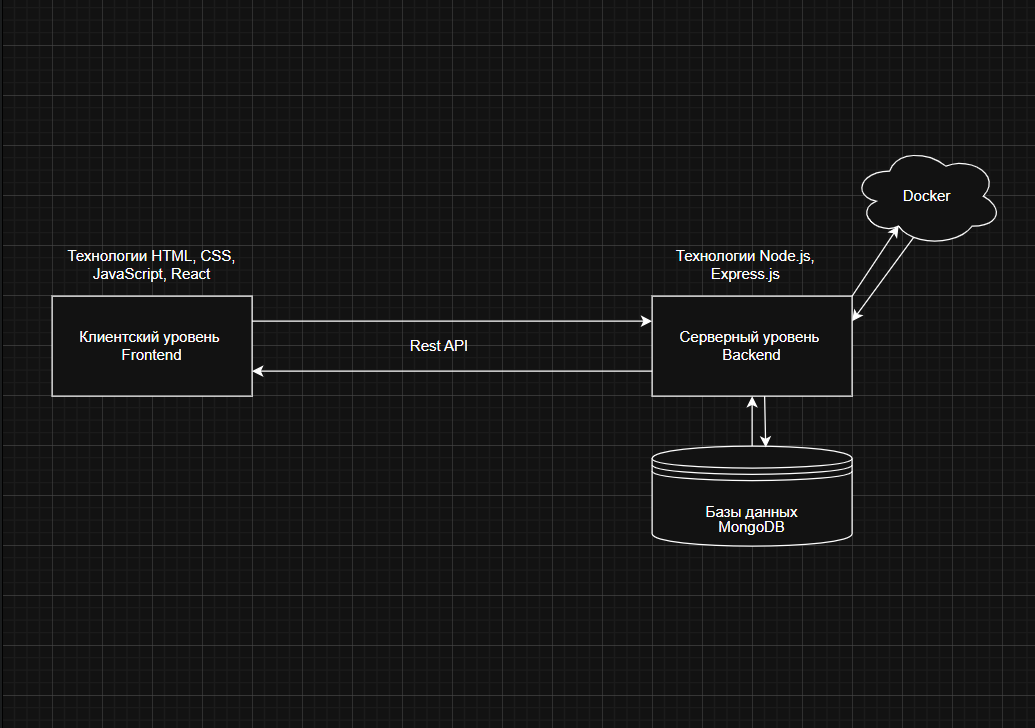 Docker
Технологии HTML, CSS,
JavaScript, React
Технологии Node.js,
Express.js
Клиентский уровень
Frontend
Rest API
Серверный уровень
Backend
Базы данных
MongoDB